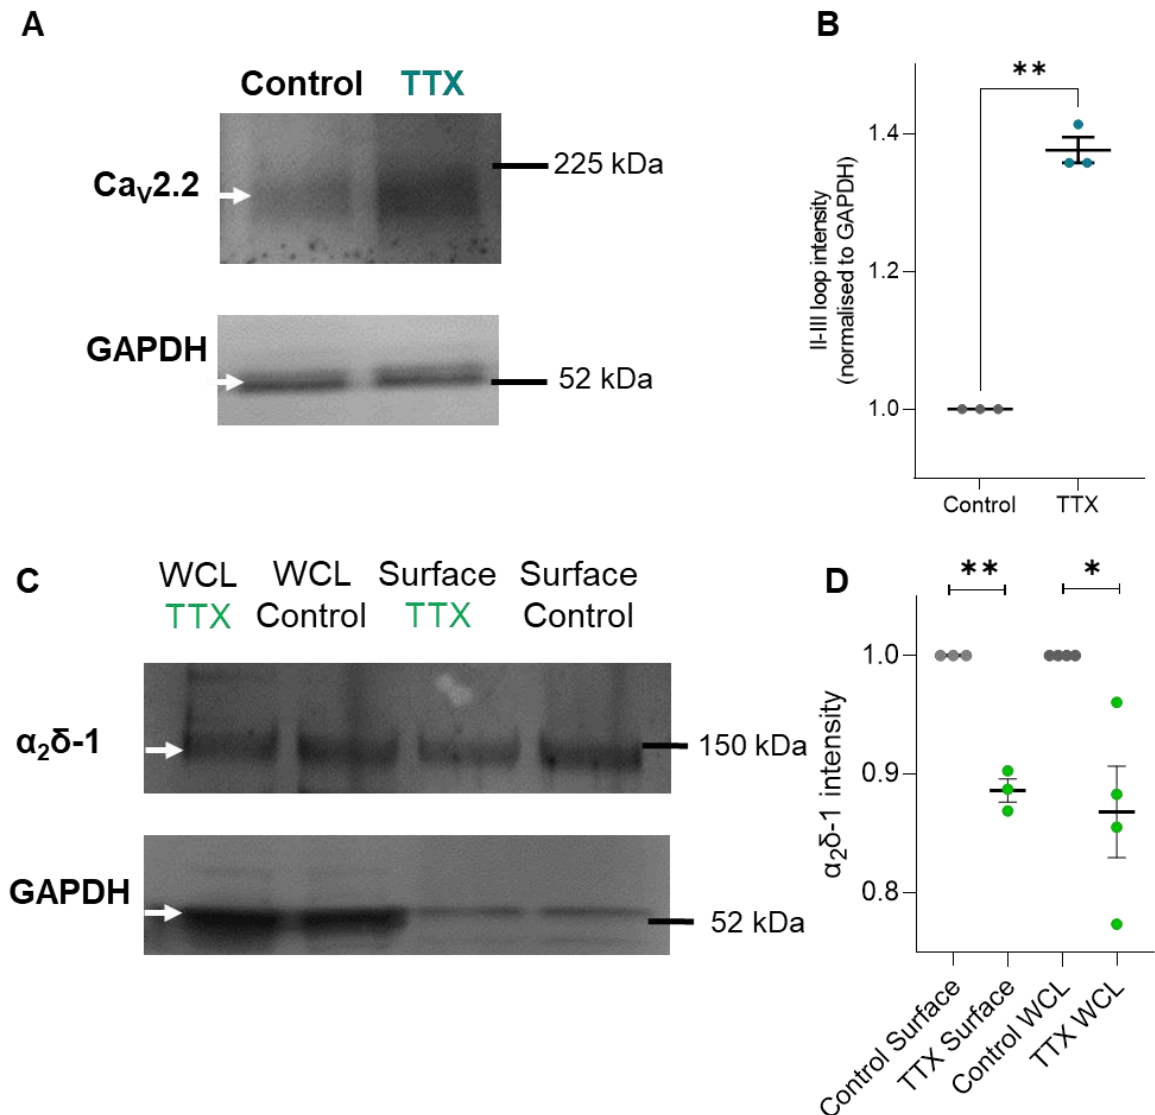 A
Control TTX
CaV2.2
225 kDa
GAPDH
52 kDa
B
**
1.4
1.2
1.0
II-III loop intensity
(normalised to GAPDH)
Control TTX
C
WCL WCL Surface Surface
TTX Control TTX Control
α2δ-1
150 kDa
GAPDH
52 kDa
D
** *
1.0
0.9
0.8
α2δ-1 intensity
Control Surface
TTX Surface
Control WCL
TTX WCL